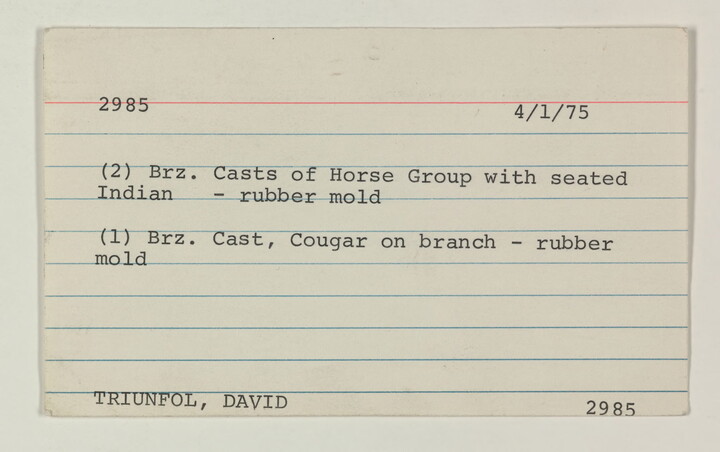 2985 4/1/75
(2) Brz. Casts of Horse Group with seated
Indian - rubber mold
(1) Brz. Cast, Cougar on branch - rubber
mold
TRIUNFOL, DAVID 2985